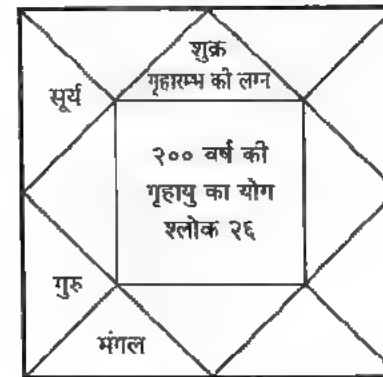 शुक्र
गृहारम्भ की लग्न
सूर्य
२०० वर्ष की
गृहायु का योग
श्लोक २६
गुरु
मंगल